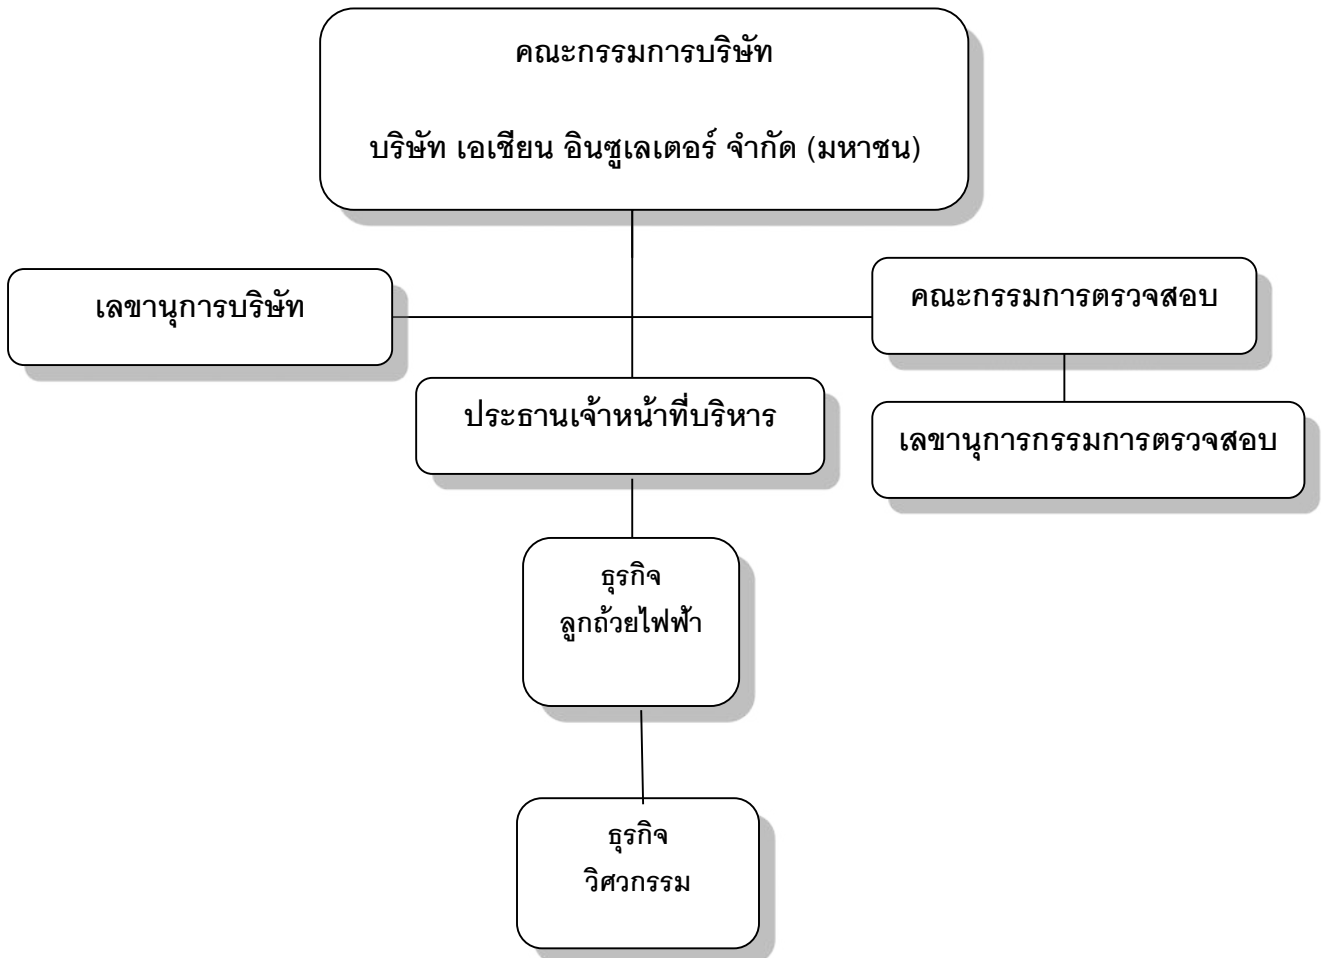 คณะกรรมการบริษัท
บริษัท เอเชียน อินซูเลเตอร์ จำกัด (มหาชน)
เลขานุการบริษัท
คณะกรรมการตรวจสอบ
ประธานเจ้าหน้าที่บริหาร
เลขานุการกรรมการตรวจสอบ
ธุรกิจ
ลูกถ้วยไฟฟ้า
ธุรกิจ
วิศวกรรม